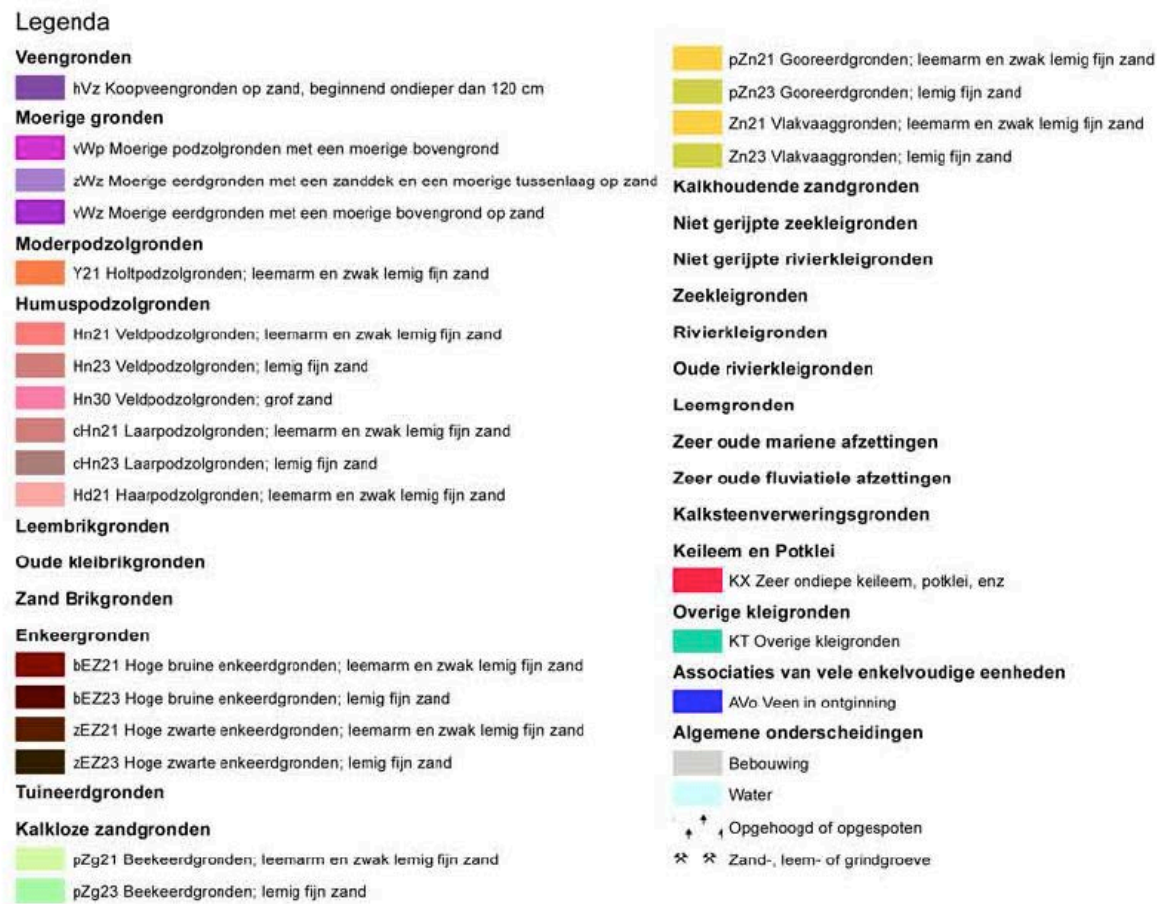 Legenda
Veengronden
hVz Koopveengronden op zand, beginnend ondieper dan 120 cm
Moerige gronden
vWp Moerige podzolgronden met een moerige bovengrond
zWz Moerige eerdgronden met een zanddek en een moerige tussenlaag op zand
vWz Moerige eerdgronden met een moerige bovengrond op zand
Moderpodzolgronden
Y21 Holtpodzolgronden; leemarm en zwak lemig fijn zand
Humuspodzolgronden
Hn21 Veldpodzolgronden; leemarm en zwak lemig fijn zand
Hn23 Veldpodzolgronden; lemig fijn zand
Hn30 Veldpodzolgronden; grof zand
cHn21 Laarpodzolgronden; leemarm en zwak lemig fijn zand
cHn23 Laarpodzolgronden; lemig fijn zand
Hd21 Haarpodzolgronden; leemarm en zwak lemig fijn zand
Leembrikgronden
Oude kleibrikgronden
Zand Brikgronden
Enkeergronden
bEZ21 Hoge bruine enkeerdgronden; leemarm en zwak lemig fijn zand
bEZ23 Hoge bruine enkeerdgronden; lemig fijn zand
zEZ21 Hoge zwarte enkeerdgronden; leemarm en zwak lemig fijn zand
zEZ23 Hoge zwarte enkeerdgronden; lemig fijn zand
Tuineerdgronden
Kalkloze zandgronden
pZg21 Beekeerdgronden; leemarm en zwak lemig fijn zand
pZg23 Beekeerdgronden; lemig fijn zand
pZn21 Gooreerdgronden; leemarm en zwak lemig fijn zand
pZn23 Gooreerdgronden; lemig fijn zand
Zn21 Vlakvaaggronden; leemarm en zwak lemig fijn zand
Zn23 Vlakvaaggronden; lemig fijn zand
Kalkhoudende zandgronden
Niet gerijpte zeekleigronden
Niet gerijpte rivierkleigronden
Zeekleigronden
Rivierkleigronden
Oude rivierkleigronden
Leemgronden
Zeer oude mariene afzettingen
Zeer oude fluviatiele afzettingen
Kalksteenverweringsgronden
Keileem en Potklei
KX Zeer ondiepe keileem, potklei, enz
Overige kleigronden
KT Overige kleigronden
Associaties van vele enkelvoudige eenheden
AVo Veen in ontginning
Algemene onderscheidingen
Bebouwing
Water
Opgehoogd of opgespoten
Zand-, leem- of grindgroeve